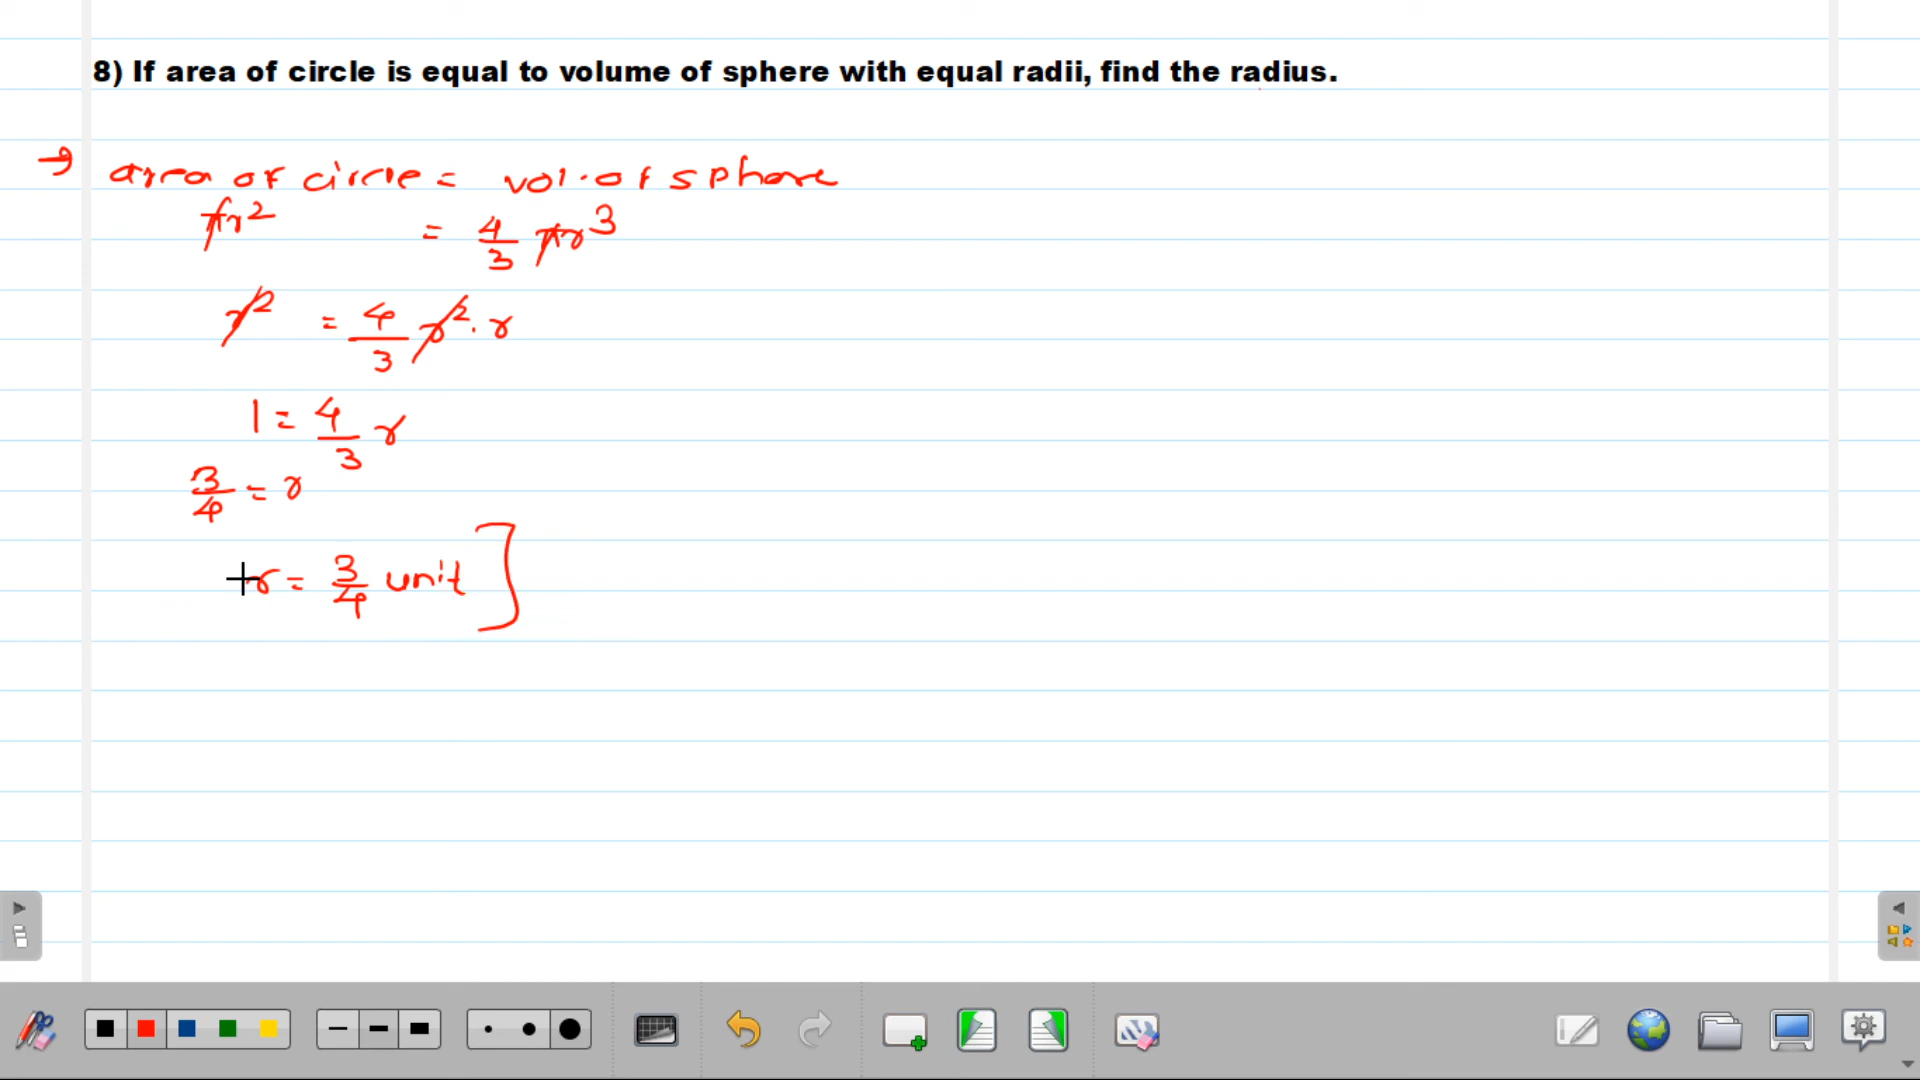 8) If area of circle is equal to volume of sphere with equal radii, find the radius.
→ area of circle = vol. of sphere
πr² = 4/3 πr³
r² = 4/3 r². r
1 = 4/3 r
3/4 = r
r = 3/4 unit ]